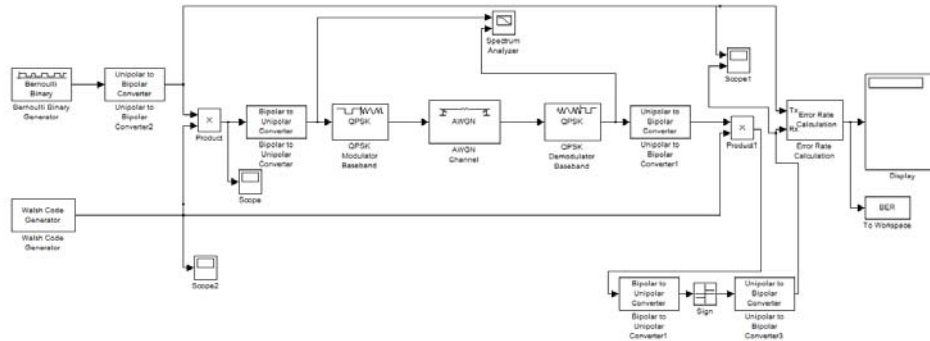 Spectrum
Analyzer
Bernoulli
Binary
Bernoulli Binary
Generator
Unipolar to
Bipolar
Converter
Unipolar to
Bipolar
Converter2
×
Product
Bipolar to
Unipolar
Converter
Bipolar to
Unipolar
Converter
QPSK
QPSK
Modulator
Baseband
AWGN
AWGN
Channel
QPSK
QPSK
Demodulator
Baseband
Unipolar to
Bipolar
Converter
Unipolar to
Bipolar
Converter1
×
Product1
Scope1
Tx
Rx
Error Rate
Calculation
Error Rate
Calculation
Display
Scope
Walsh Code
Generator
Walsh Code
Generator
BER
To Workspace
Scope2
Bipolar to
Unipolar
Converter
Bipolar to
Unipolar
Converter1
Sign
Unipolar to
Bipolar
Converter
Unipolar to
Bipolar
Converter3